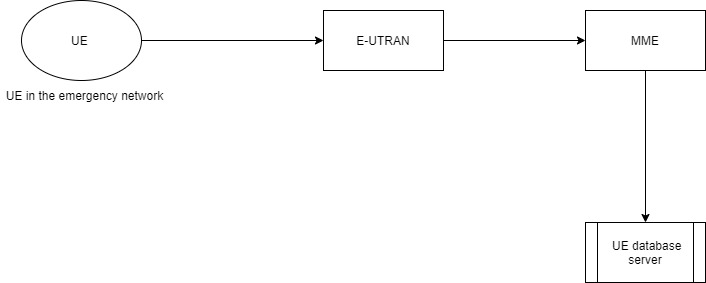 UE
E-UTRAN
MME
UE in the emergency network
UE database
server